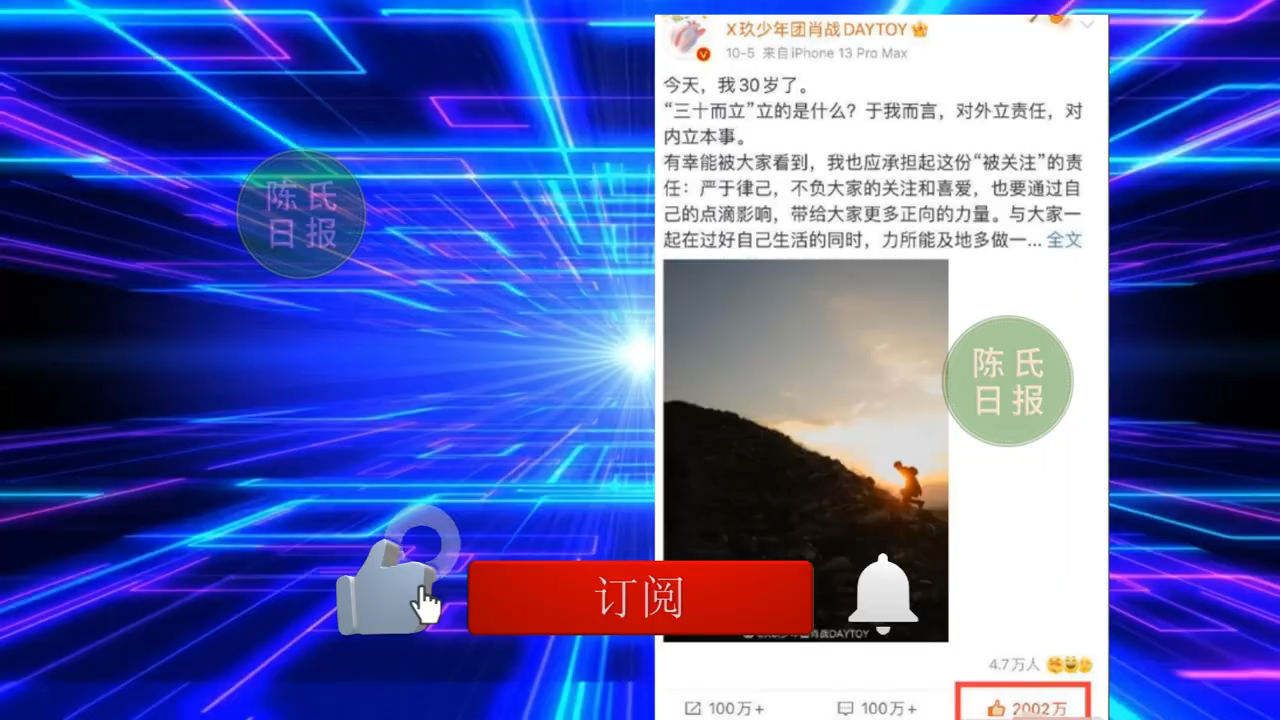 X玖少年团肖战DAYTOY
10-5 来自iPhone 13 Pro Max
今天，我30岁了。
“三十而立”立的是什么？于我而言，对外立责任，对
内立本事。
有幸能被大家看到，我也应承担起这份“被关注”的责
任：严于律己，不负大家的关注和喜爱，也要通过自
己的点滴影响，带给大家更多正向的力量。与大家一
起在过好自己生活的同时，力所能及地多做一... 全文
陈氏
日报
陈氏
日报
订阅
肖战DAYTOY
4.7万人
100万+
100万+
2002万